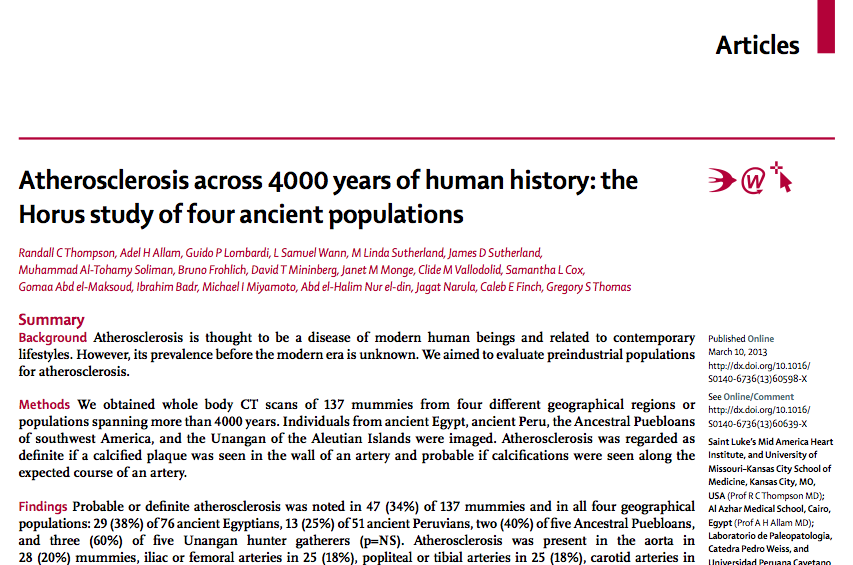 Articles
Atherosclerosis across 4000 years of human history: the
Horus study of four ancient populations
Randall C Thompson, Adel H Allam, Guido P Lombardi, L Samuel Wann, M Linda Sutherland, James D Sutherland,
Muhammad Al-Tohamy Soliman, Bruno Frohlich, David T Mininberg, Janet M Monge, Clide M Vallodolid, Samantha L Cox,
Gomaa Abd el-Maksoud, Ibrahim Badr, Michael I Miyamoto, Abd el-Halim Nur el-din, Jagat Narula, Caleb E Finch, Gregory S Thomas
Summary
Background Atherosclerosis is thought to be a disease of modern human beings and related to contemporary
lifestyles. However, its prevalence before the modern era is unknown. We aimed to evaluate preindustrial populations
for atherosclerosis.
Methods We obtained whole body CT scans of 137 mummies from four different geographical regions or
populations spanning more than 4000 years. Individuals from ancient Egypt, ancient Peru, the Ancestral Puebloans
of southwest America, and the Unangan of the Aleutian Islands were imaged. Atherosclerosis was regarded as
definite if a calcified plaque was seen in the wall of an artery and probable if calcifications were seen along the
expected course of an artery.
Findings Probable or definite atherosclerosis was noted in 47 (34%) of 137 mummies and in all four geographical
populations: 29 (38%) of 76 ancient Egyptians, 13 (25%) of 51 ancient Peruvians, two (40%) of five Ancestral Puebloans,
and three (60%) of five Unangan hunter gatherers (p=NS). Atherosclerosis was present in the aorta in
28 (20%) mummies, iliac or femoral arteries in 25 (18%), popliteal or tibial arteries in 25 (18%), carotid arteries in
W
Published Online
March 10, 2013
http://dx.doi.org/10.1016/
S0140-6736(13)60598-X
See Online/Comment
http://dx.doi.org/10.1016/
S0140-6736(13)60639-X
Saint Luke's Mid America Heart
Institute, and University of
Missouri–Kansas City School of
Medicine, Kansas City, MO,
USA (Prof R C Thompson MD);
Al Azhar Medical School, Cairo,
Egypt (Prof A H Allam MD);
Laboratorio de Paleopatologia,
Catedra Pedro Weiss, and
Universidad Peruana Cayetano